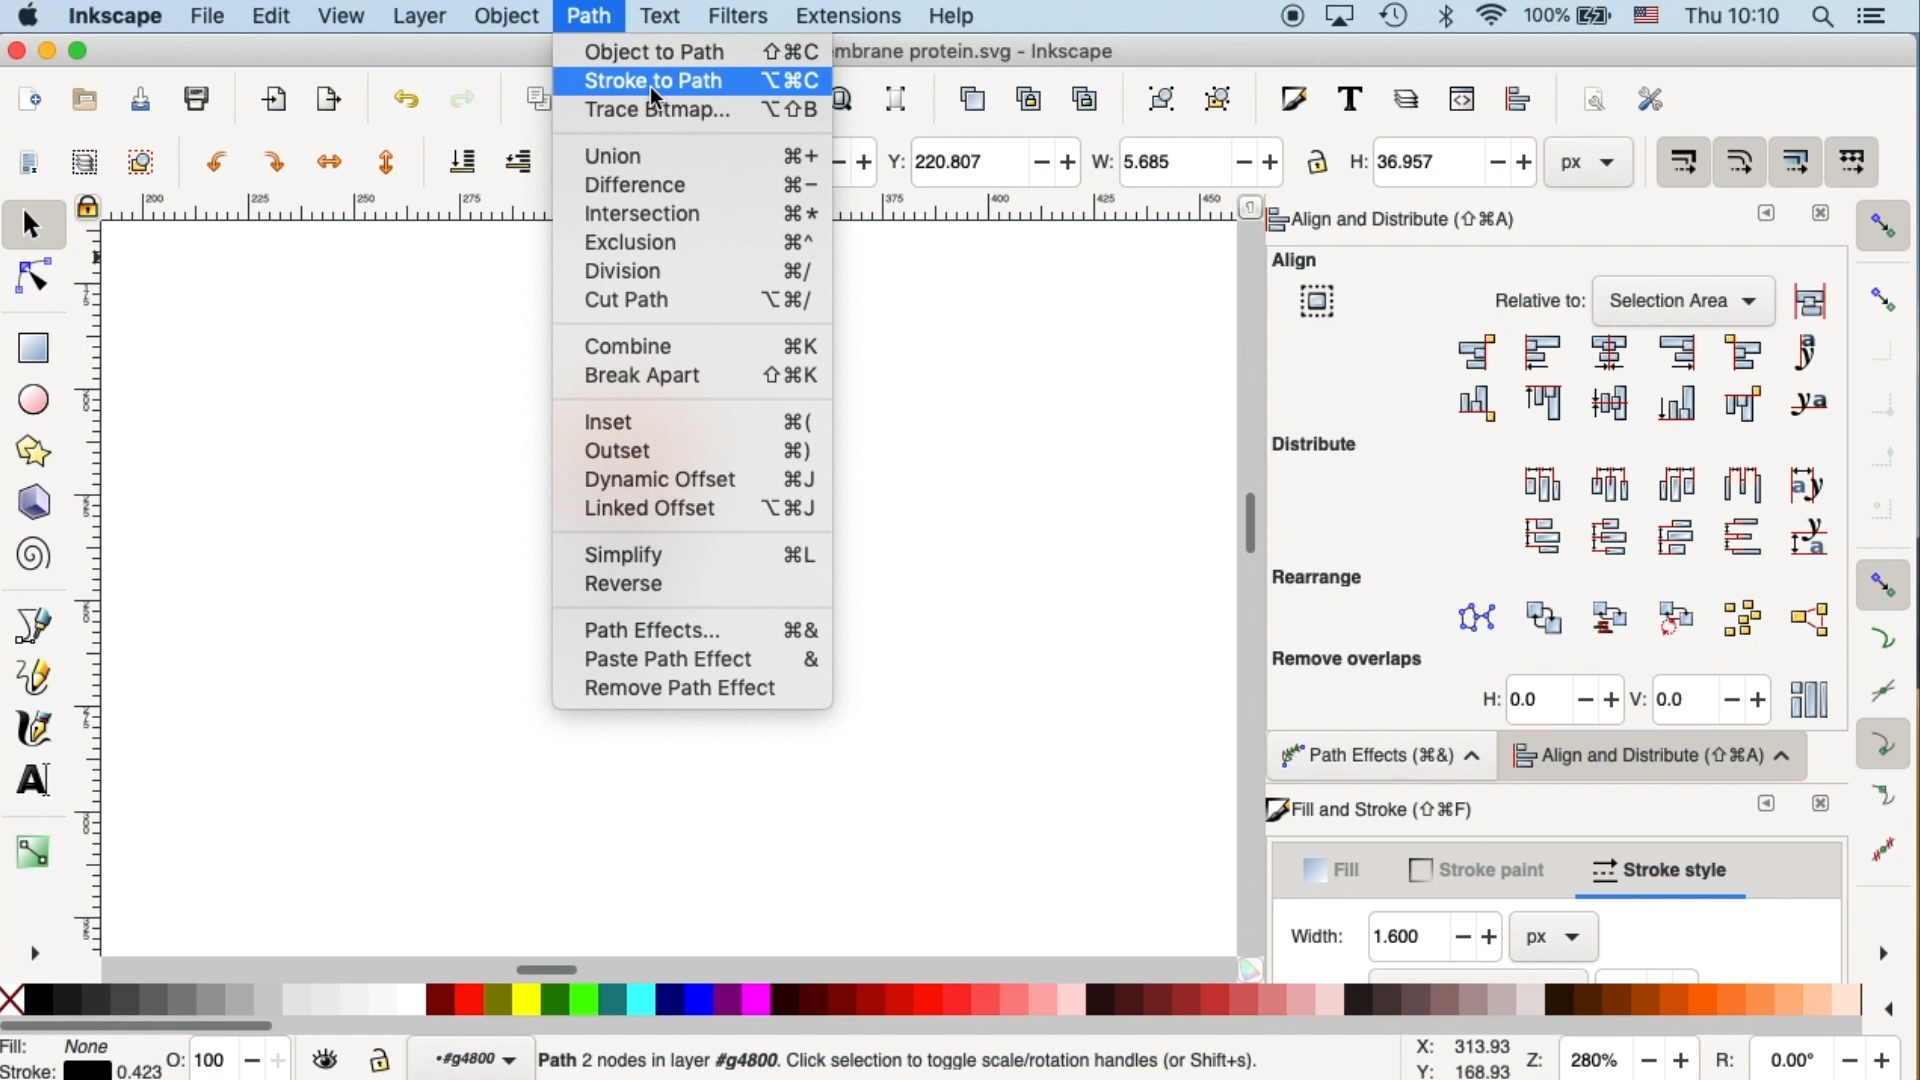 Inkscape File Edit View Layer Object Path Text Filters Extensions Help 100% Thu 10:10
mbrane protein.svg - Inkscape
Object to Path ⇧⌘C
Stroke to Path ⌥⌘C
Trace Bitmap... ⌥⇧B
Union ⌘+
Difference ⌘−
Intersection ⌘*
Exclusion ⌘^
Division ⌘/
Cut Path ⌥⌘/
Combine ⌘K
Break Apart ⇧⌘K
Inset ⌘(
Outset ⌘)
Dynamic Offset ⌘J
Linked Offset ⌥⌘J
Simplify ⌘L
Reverse
Path Effects... ⌘&
Paste Path Effect &
Remove Path Effect
Y: 220.807 W: 5.685 H: 36.957 px
200 225 250 275 375 400 425 450
Align and Distribute (⇧⌘A)
Align
Relative to: Selection Area
Distribute
Rearrange
Remove overlaps
H: 0.0 V: 0.0
Path Effects (⌘&) Align and Distribute (⇧⌘A)
Fill and Stroke (⇧⌘F)
Fill Stroke paint Stroke style
Width: 1.600 px
Fill: None
Stroke: 0.423 O: 100
•#g4800
Path 2 nodes in layer #g4800. Click selection to toggle scale/rotation handles (or Shift+s).
X: 313.93
Y: 168.93
Z: 280% R: 0.00°